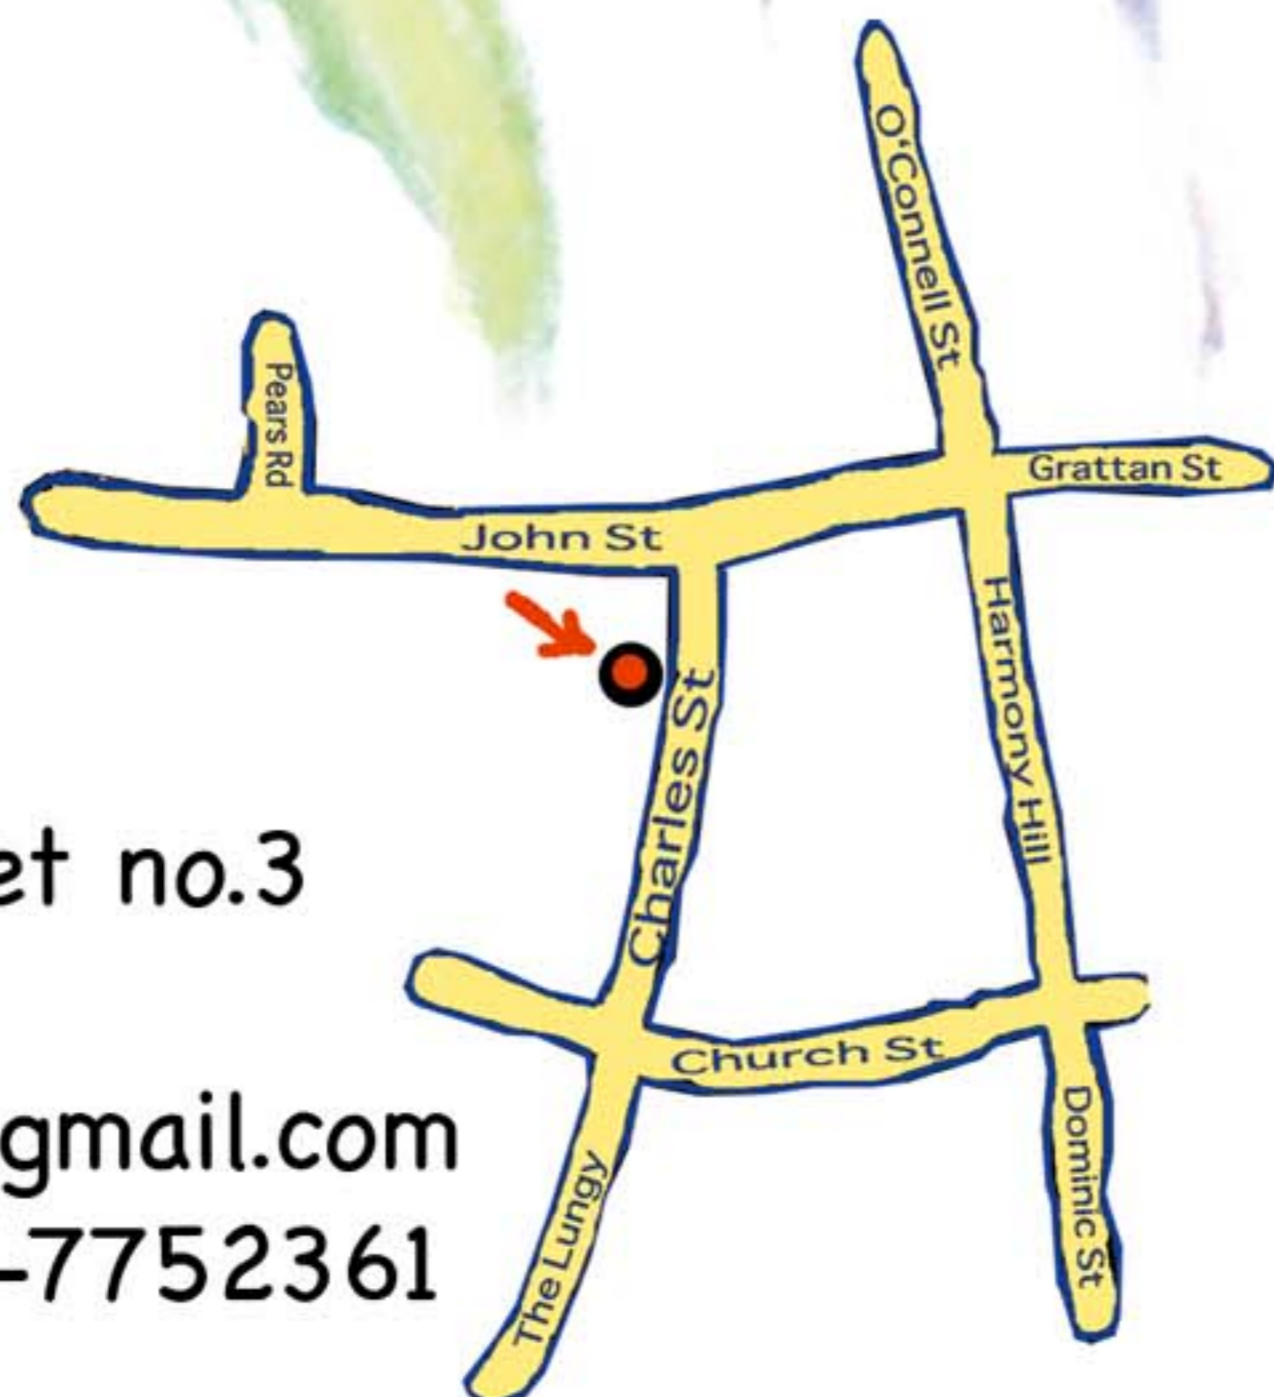 O'Connell St
Pears Rd
Grattan St
John St
Harmony Hill
Charles St
et no.3
Church St
gmail.com
Dominic St
The Lungy
-7752361